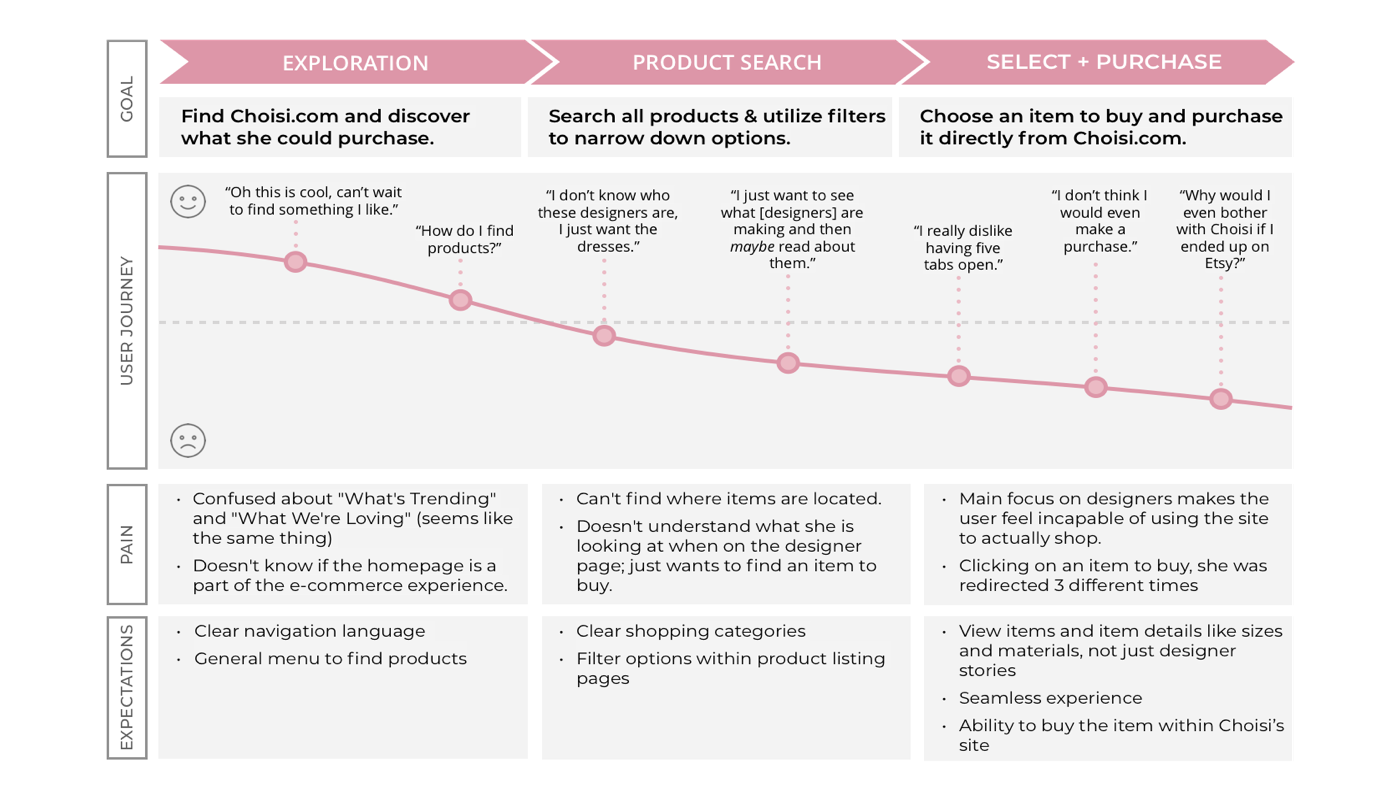 GOAL
EXPLORATION
PRODUCT SEARCH
SELECT + PURCHASE
Find Choisi.com and discover
what she could purchase.
Search all products & utilize filters
to narrow down options.
Choose an item to buy and purchase
it directly from Choisi.com.
USER JOURNEY
“Oh this is cool, can’t wait
to find something I like.”
“How do I find
products?”
“I don’t know who
these designers are,
I just want the
dresses.”
“I just want to see
what [designers] are
making and then
maybe read about
them.”
“I really dislike
having five
tabs open.”
“I don’t think I
would even
make a
purchase.”
“Why would I
even bother
with Choisi if I
ended up on
Etsy?”
PAIN
• Confused about "What's Trending"
and "What We're Loving" (seems like
the same thing)
• Doesn't know if the homepage is a
part of the e-commerce experience.
• Can't find where items are located.
• Doesn't understand what she is
looking at when on the designer
page; just wants to find an item to
buy.
• Main focus on designers makes the
user feel incapable of using the site
to actually shop.
• Clicking on an item to buy, she was
redirected 3 different times
EXPECTATIONS
• Clear navigation language
• General menu to find products
• Clear shopping categories
• Filter options within product listing
pages
• View items and item details like sizes
and materials, not just designer
stories
• Seamless experience
• Ability to buy the item within Choisi’s
site